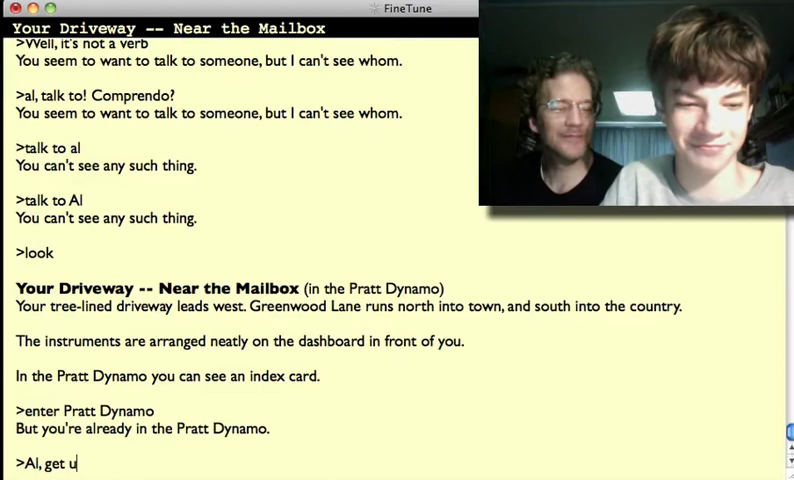 FineTune
Your Driveway -- Near the Mailbox
>Well, it's not a verb
You seem to want to talk to someone, but I can't see whom.
>al, talk to! Comprendo?
You seem to want to talk to someone, but I can't see whom.
>talk to al
You can't see any such thing.
>talk to Al
You can't see any such thing.
>look
Your Driveway -- Near the Mailbox (in the Pratt Dynamo)
Your tree-lined driveway leads west. Greenwood Lane runs north into town, and south into the country.
The instruments are arranged neatly on the dashboard in front of you.
In the Pratt Dynamo you can see an index card.
>enter Pratt Dynamo
But you're already in the Pratt Dynamo.
>Al, get u